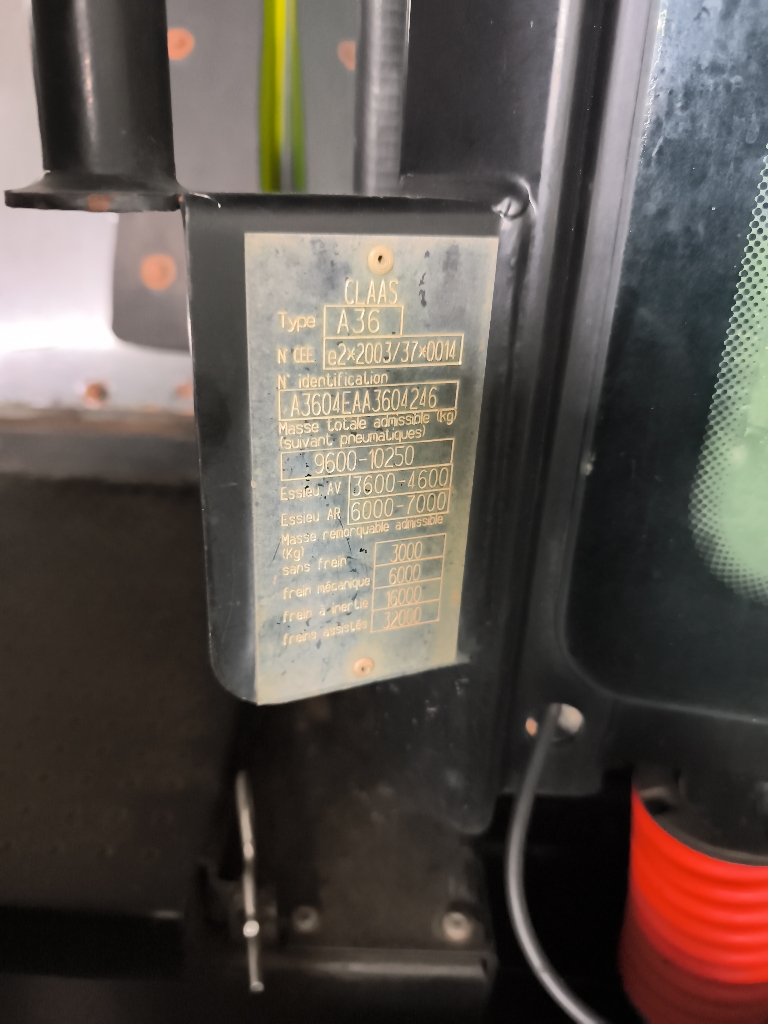 CLAAS
Type A36
N° CEE e2*2003/37*0014
N° identification
A3604EAA3604246
Masse totale admissible (kg)
(suivant pneumatiques)
9600-10250
Essieu AV 3600-4600
Essieu AR 6000-7000
Masse remorquable admissible
(Kg)
sans frein 3000
frein mécanique 6000
frein à inertie 16000
freins assistés 32000